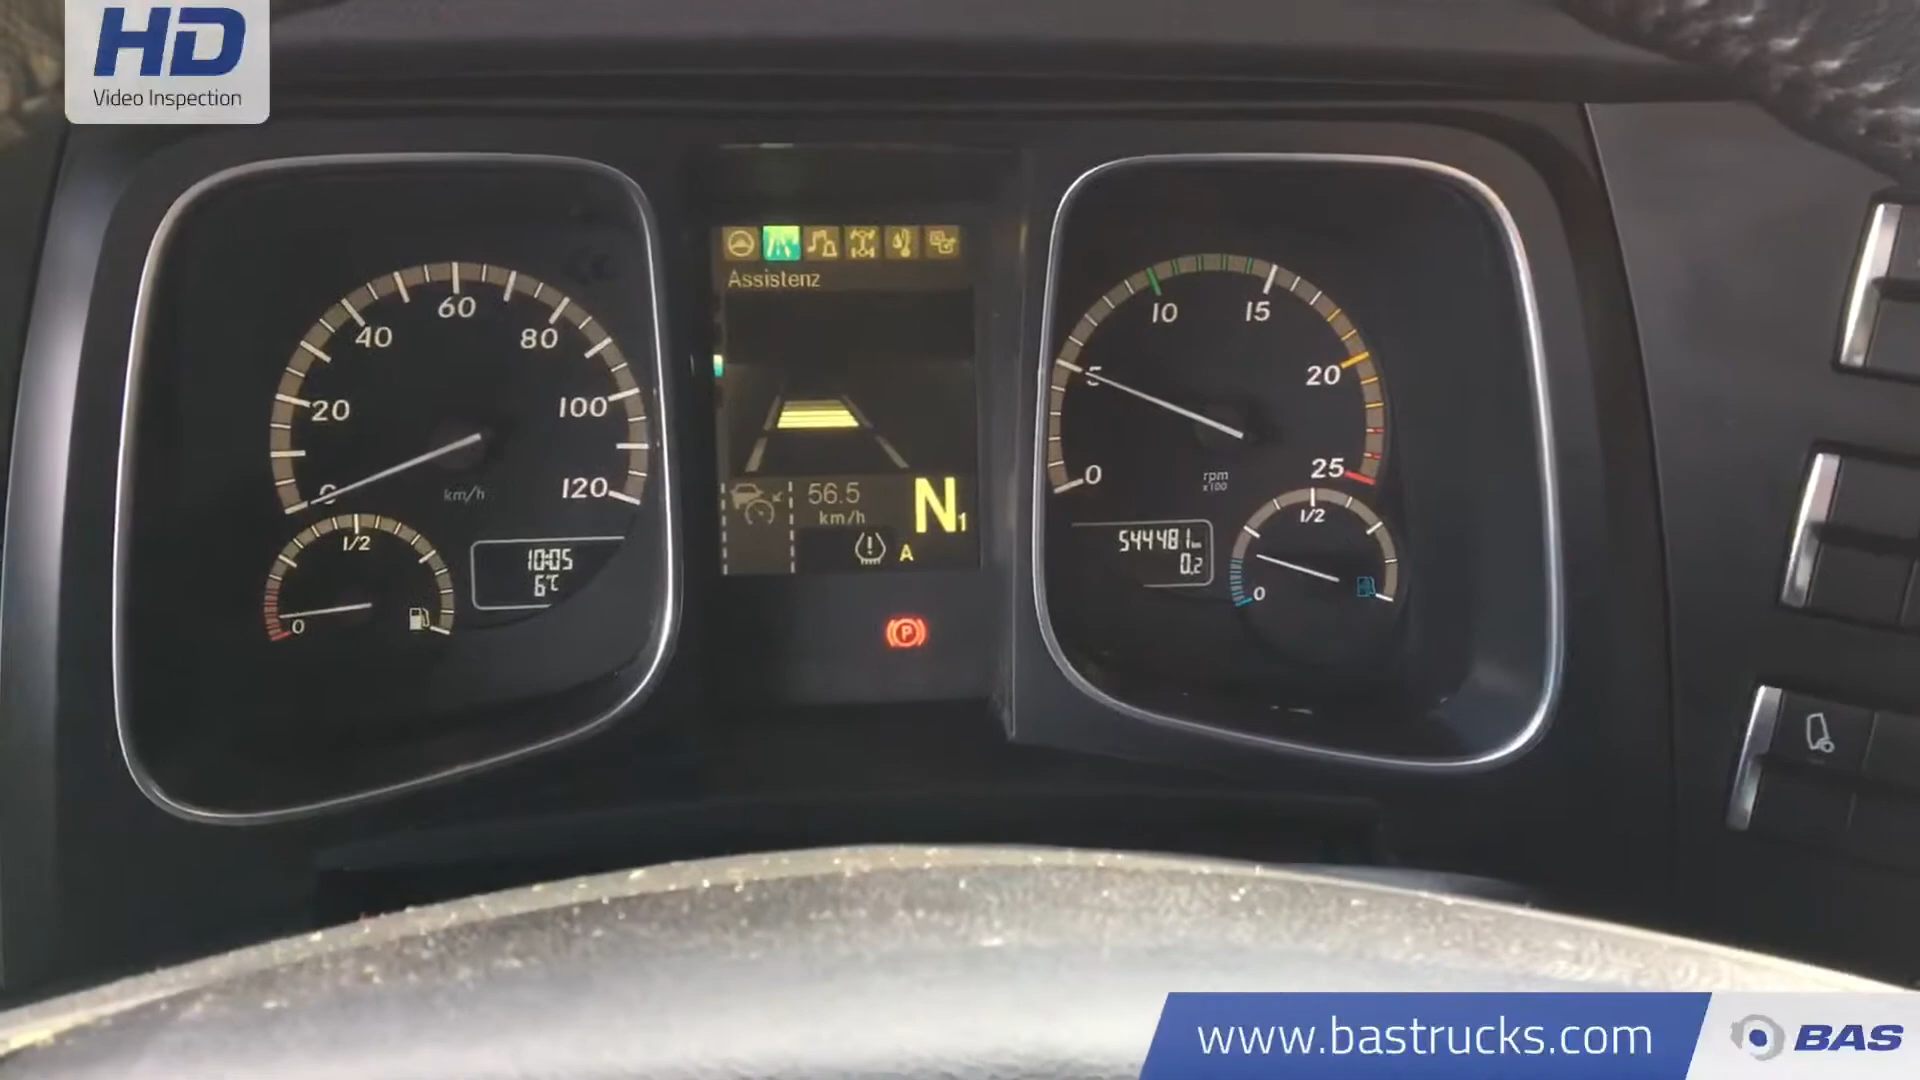 HD
Video Inspection
0
20
40
60
80
100
120
km/h
0
1/2
10:05
6°C
Assistenz
56.5
km/h
N1
A
P
0
5
10
15
20
25
rpm
x100
544481km
0.2
0
1/2
www.bastrucks.com
BAS